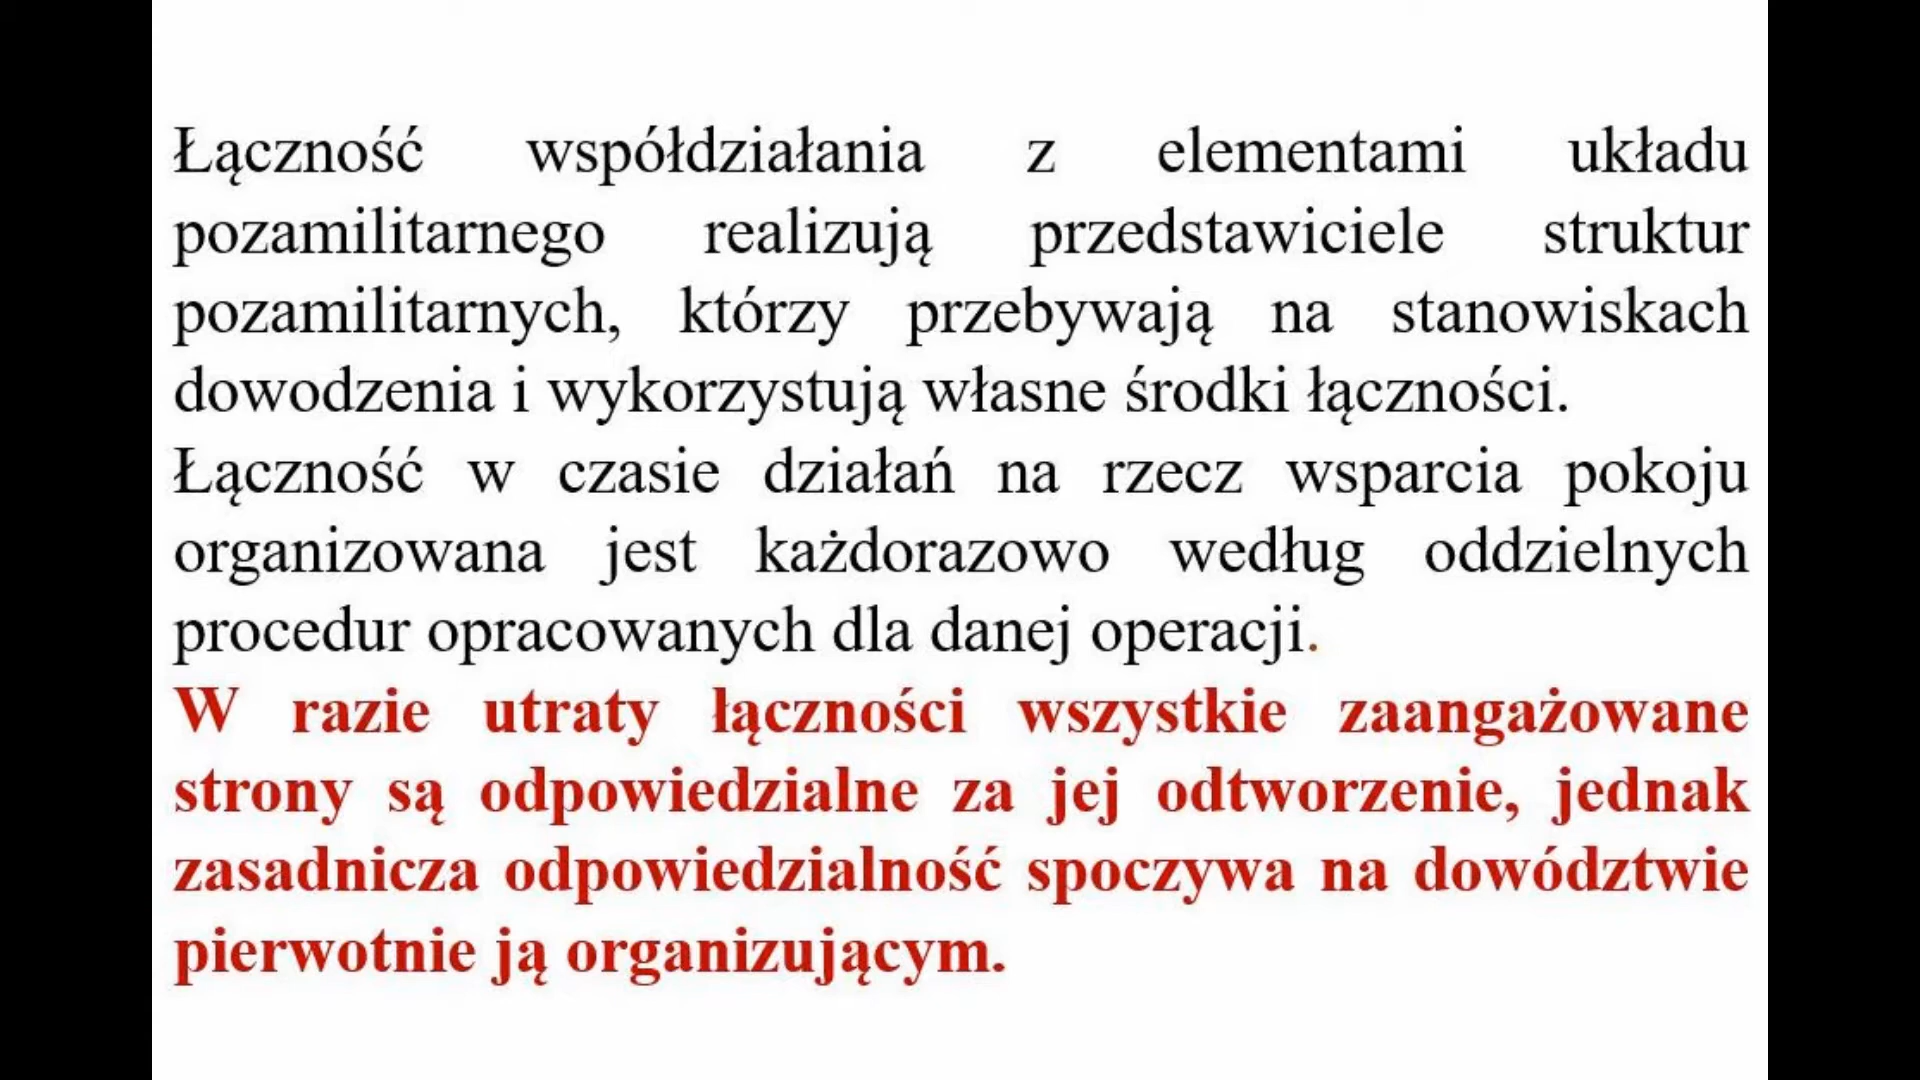 Łączność współdziałania z elementami układu
pozamilitarnego realizują przedstawiciele struktur
pozamilitarnych, którzy przebywają na stanowiskach
dowodzenia i wykorzystują własne środki łączności.
Łączność w czasie działań na rzecz wsparcia pokoju
organizowana jest każdorazowo według oddzielnych
procedur opracowanych dla danej operacji.
W razie utraty łączności wszystkie zaangażowane
strony są odpowiedzialne za jej odtworzenie, jednak
zasadnicza odpowiedzialność spoczywa na dowództwie
pierwotnie ją organizującym.